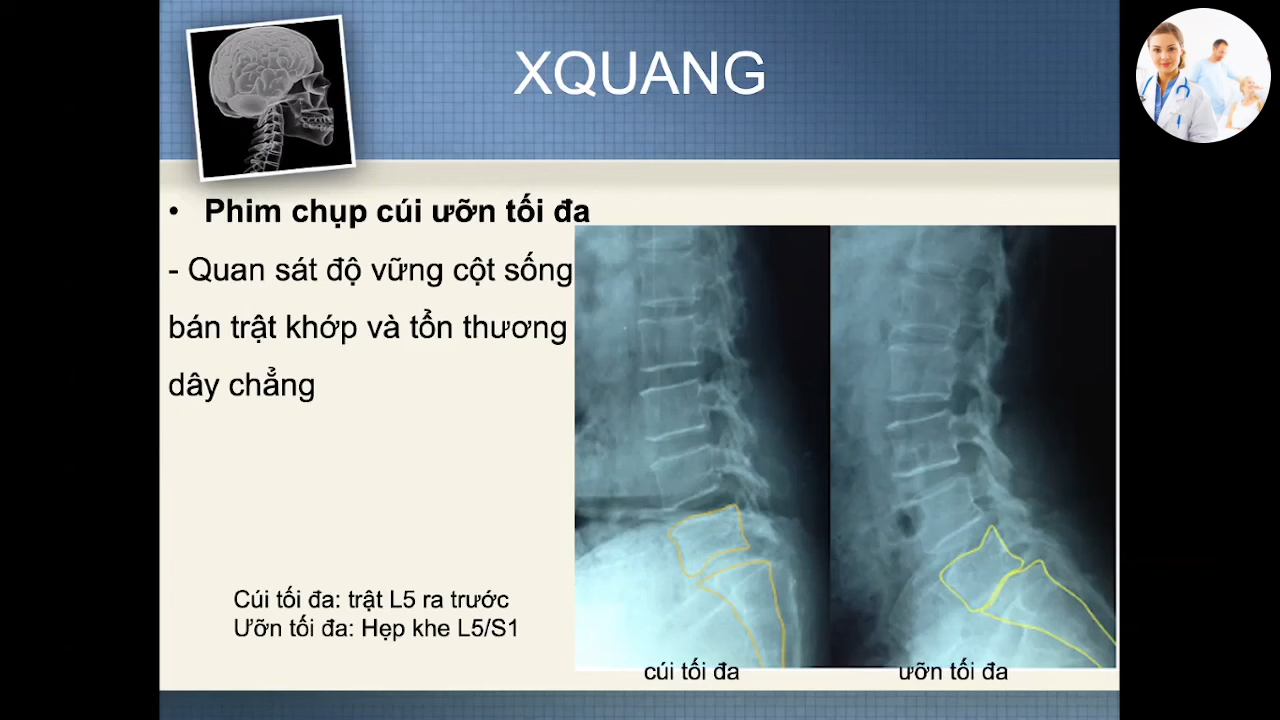 XQUANG
• Phim chụp cúi ưỡn tối đa
- Quan sát độ vững cột sống
bán trật khớp và tổn thương
dây chẳng
Cúi tối đa: trật L5 ra trước
Ưỡn tối đa: Hẹp khe L5/S1
cúi tối đa
ưỡn tối đa